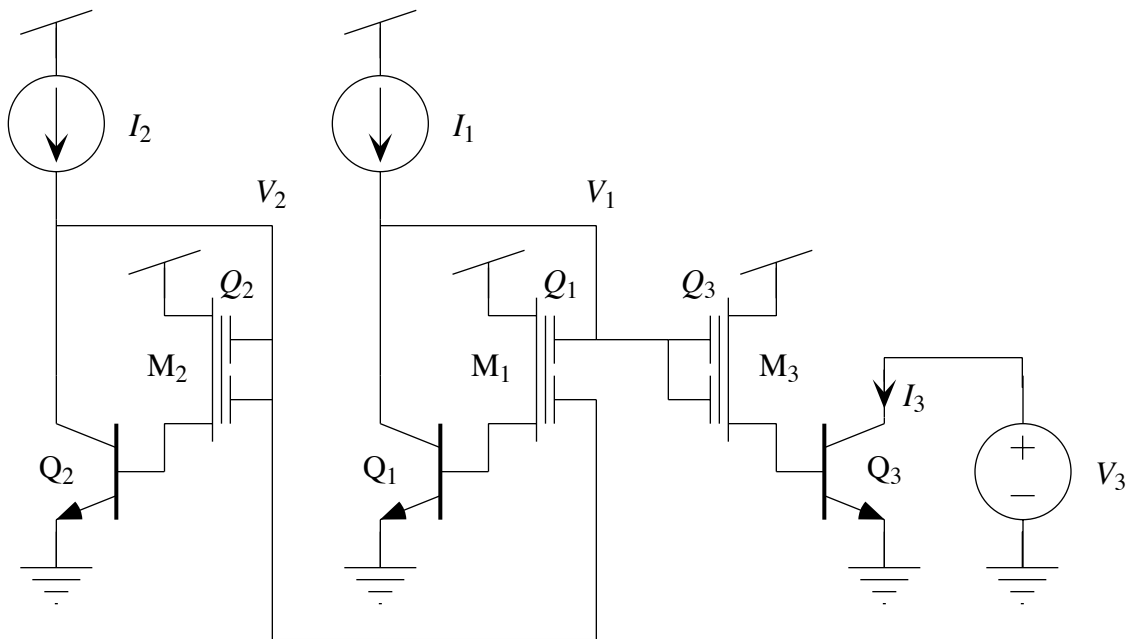 I₂
I₁
V₂
V₁
Q₂
Q₁
Q₃
M₂
M₁
M₃
I₃
Q₂
Q₁
Q₃
+
−
V₃